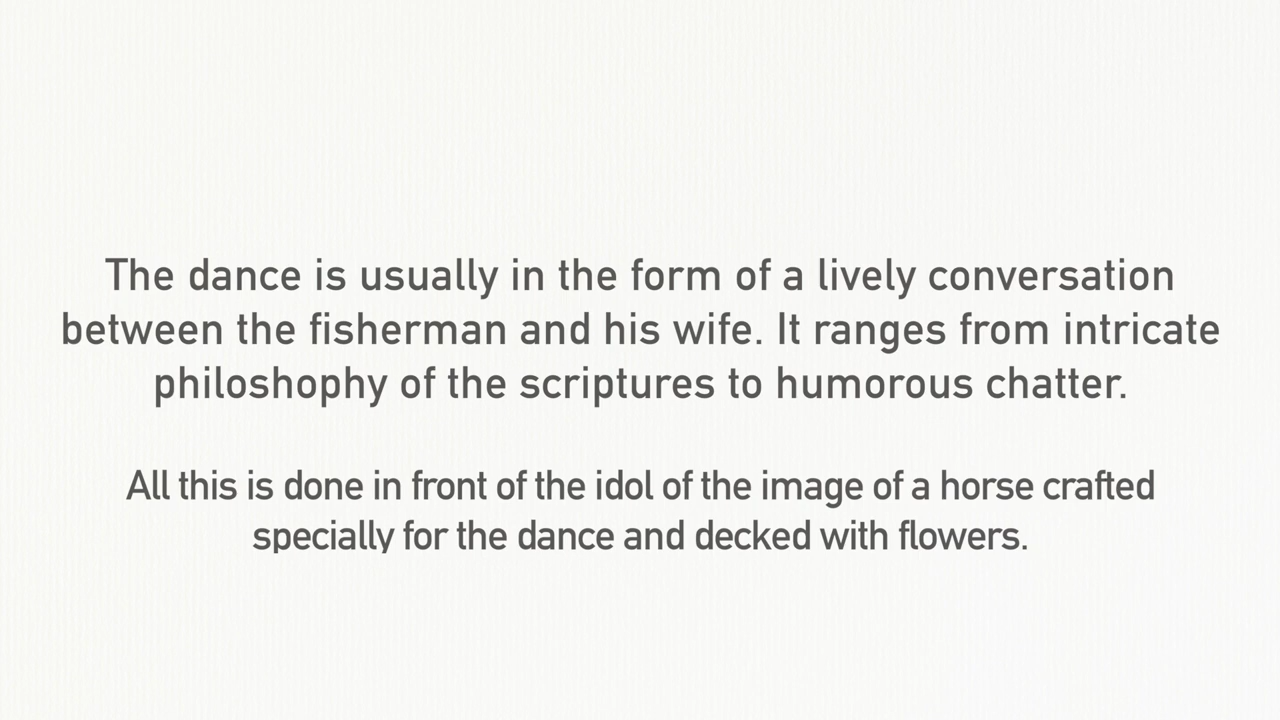 The dance is usually in the form of a lively conversation
between the fisherman and his wife. It ranges from intricate
philoshophy of the scriptures to humorous chatter.
All this is done in front of the idol of the image of a horse crafted
specially for the dance and decked with flowers.